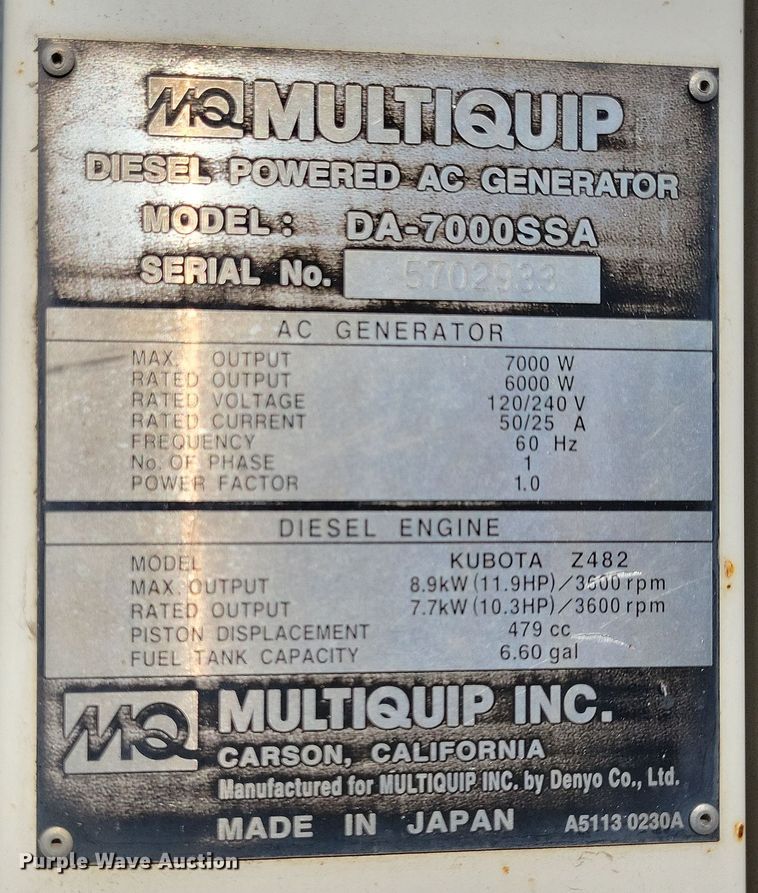 MQ MULTIQUIP
DIESEL POWERED AC GENERATOR
MODEL: DA-7000SSA
SERIAL No. 5702933
AC GENERATOR
MAX. OUTPUT 7000 W
RATED OUTPUT 6000 W
RATED VOLTAGE 120/240 V
RATED CURRENT 50/25 A
FREQUENCY 60 Hz
No. OF PHASE 1
POWER FACTOR 1.0
DIESEL ENGINE
MODEL KUBOTA Z482
MAX. OUTPUT 8.9kW (11.9HP)/3600 rpm
RATED OUTPUT 7.7kW (10.3HP)/3600 rpm
PISTON DISPLACEMENT 479 cc
FUEL TANK CAPACITY 6.60 gal
MQ MULTIQUIP INC.
CARSON, CALIFORNIA
Manufactured for MULTIQUIP INC. by Denyo Co., Ltd.
MADE IN JAPAN A5113 0230A
Purple Wave Auction